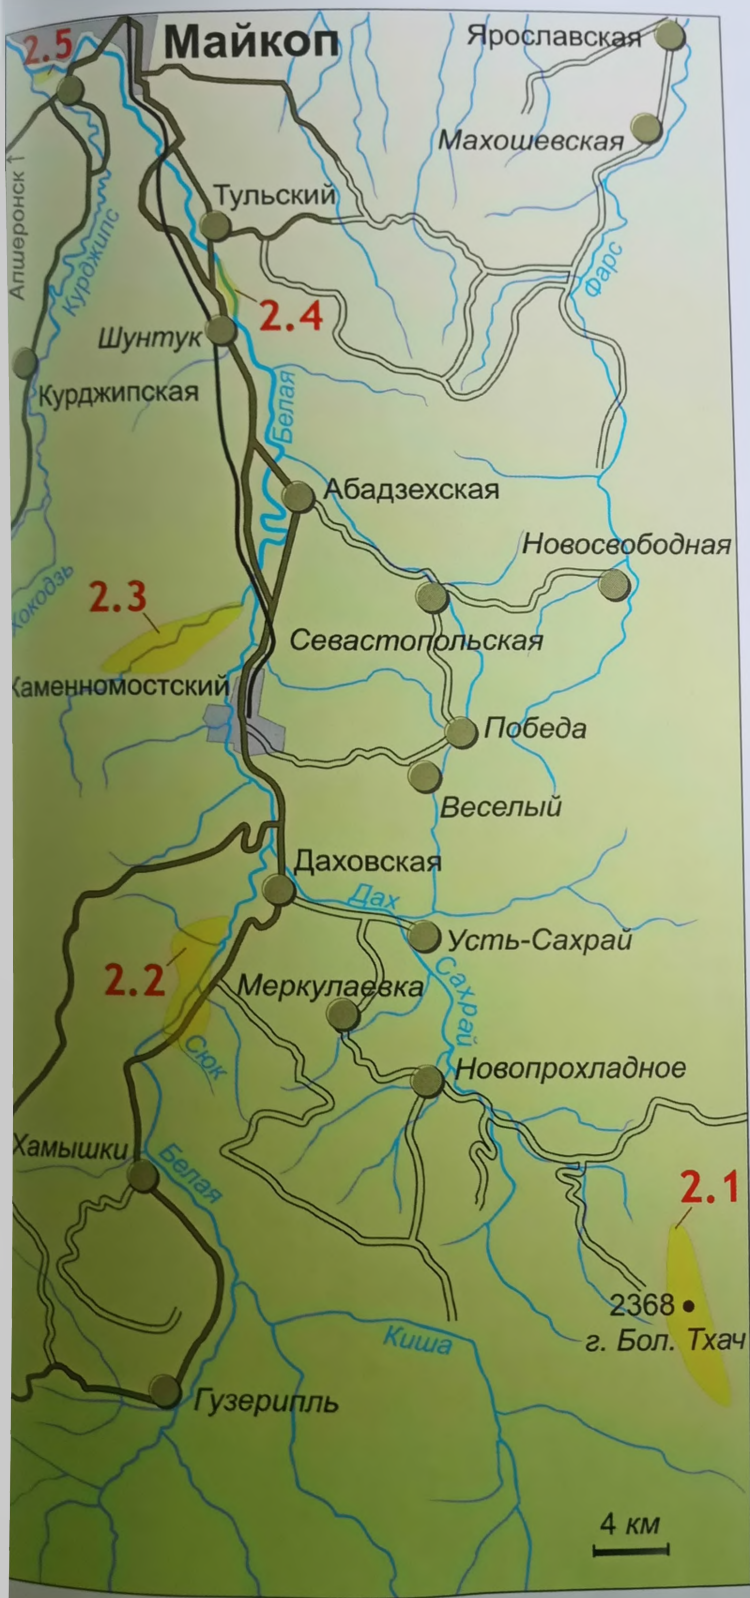 2.5
Майкоп
Ярославская
Махошевская
Апшеронск ↑
Курджипс
Тульский
Фарс
2.4
Шунтук
Курджипская
Белая
Абадзехская
Новосвободная
2.3
Севастопольская
Каменномостский
Победа
Веселый
Даховская
Дах
Усть-Сахрай
2.2
Меркулаевка
Сахрай
Сюк
Новопрохладное
Хамышки
Белая
2.1
2368
г. Бол. Тхач
Киша
Гузерипль
4 км